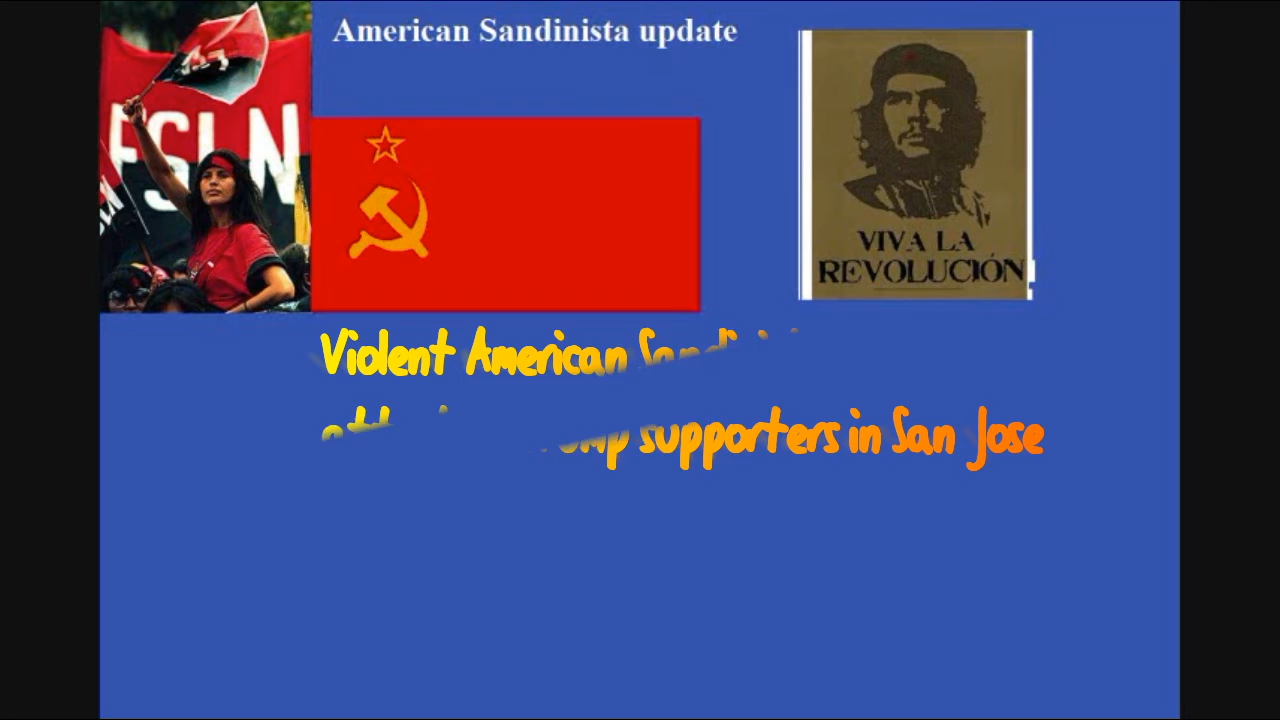 American Sandinista update
FSLN
VIVA LA
REVOLUCIÓN
Violent American
supporters in San Jose